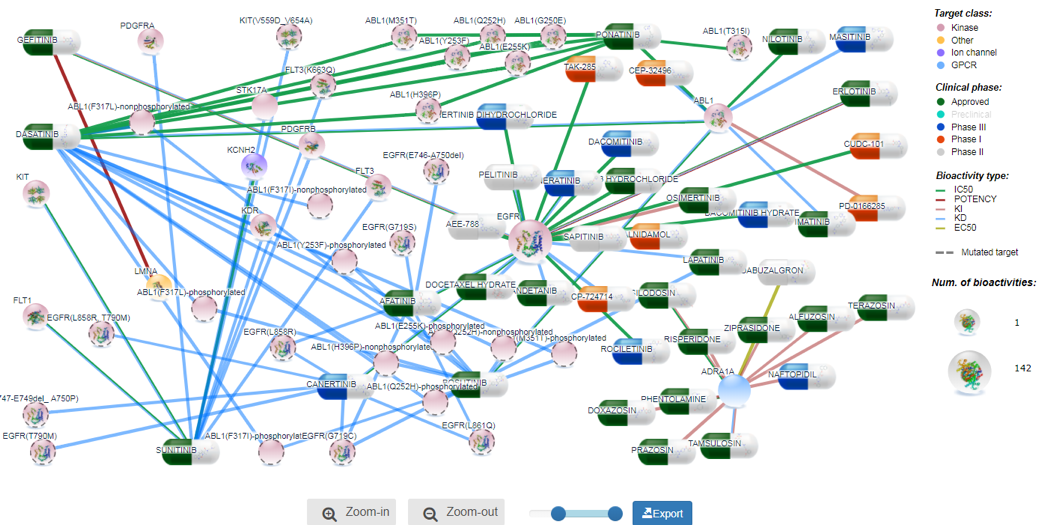 GEFITINIB
PDGFRA
KIT(V559D_V654A)
ABL1(M351T)
ABL1(Q252H)
ABL1(G250E)
PONATINIB
ABL1(T315I)
NILOTINIB
MASITINIB
ABL1(Y253F)
ABL1(E255K)
FLT3(K663Q)
TAK-285
CEP-32496
STK17A
ERLOTINIB
ABL1(F317L)-nonphosphorylated
ABL1(H396P)
ERTINIB DIHYDROCHLORIDE
ABL1
DASATINIB
PDGFRB
DACOMITINIB
CUDC-101
KCNH2
EGFR(E746-A750del)
KIT
FLT3
PELITINIB
ERATINIB
HYDROCHLORIDE
ABL1(F317I)-nonphosphorylated
OSIMERTINIB
PD-0166285
KDR
AEE-788
EGFR
DACOMITINIB HYDRATE
IMATINIB
EGFR(G719S)
SAPITINIB
LNIDAMOL
ABL1(Y253F)-phosphorylated
LAPATINIB
JABUZALGRON
LMNA
ABL1(F317L)-phosphorylated
DOCETAXEL HYDRATE
NDETANIB
CP-724714
SILODOSIN
FLT1
AFATINIB
TERAZOSIN
ALFUZOSIN
EGFR(L858R_T790M)
ABL1(E255K)-phosphorylated
(Q252H)-nonphosphorylated
(M351T)-phosphorylated
ZIPRASIDONE
EGFR(L858R)
ABL1(H396P)-nonphosphorylated
ROCILETINIB
RISPERIDONE
CANERTINIB
ABL1(Q252H)-phosphorylated
BOSUTINIB
ADRA1A
NAFTOPIDIL
747-E749del_ A750P)
PHENTOLAMINE
DOXAZOSIN
EGFR(T790M)
SUNITINIB
ABL1(F317I)-phosphorylat
EGFR(G719C)
EGFR(L861Q)
PRAZOSIN
TAMSULOSIN
Target class:
Kinase
Other
Ion channel
GPCR
Clinical phase:
Approved
Preclinical
Phase III
Phase I
Phase II
Bioactivity type:
IC50
POTENCY
KI
KD
EC50
Mutated target
Num. of bioactivities:
1
142
Zoom-in
Zoom-out
Export